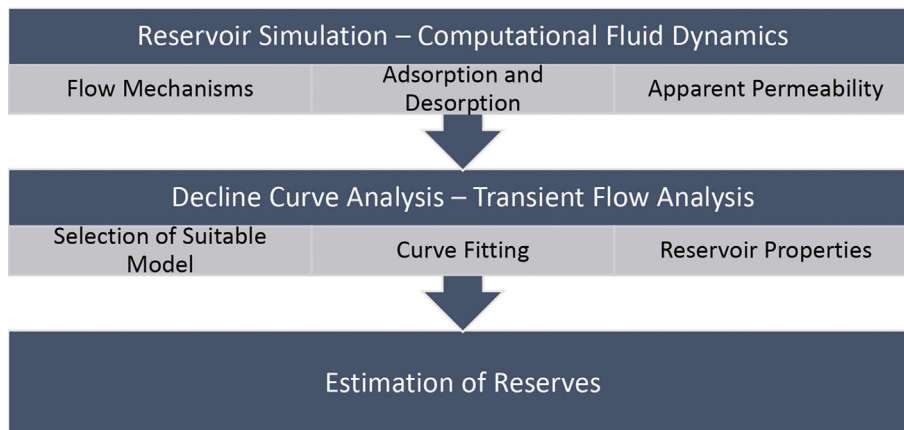 Reservoir Simulation – Computational Fluid Dynamics
Flow Mechanisms
Adsorption and
Desorption
Apparent Permeability
Decline Curve Analysis – Transient Flow Analysis
Selection of Suitable
Model
Curve Fitting
Reservoir Properties
Estimation of Reserves